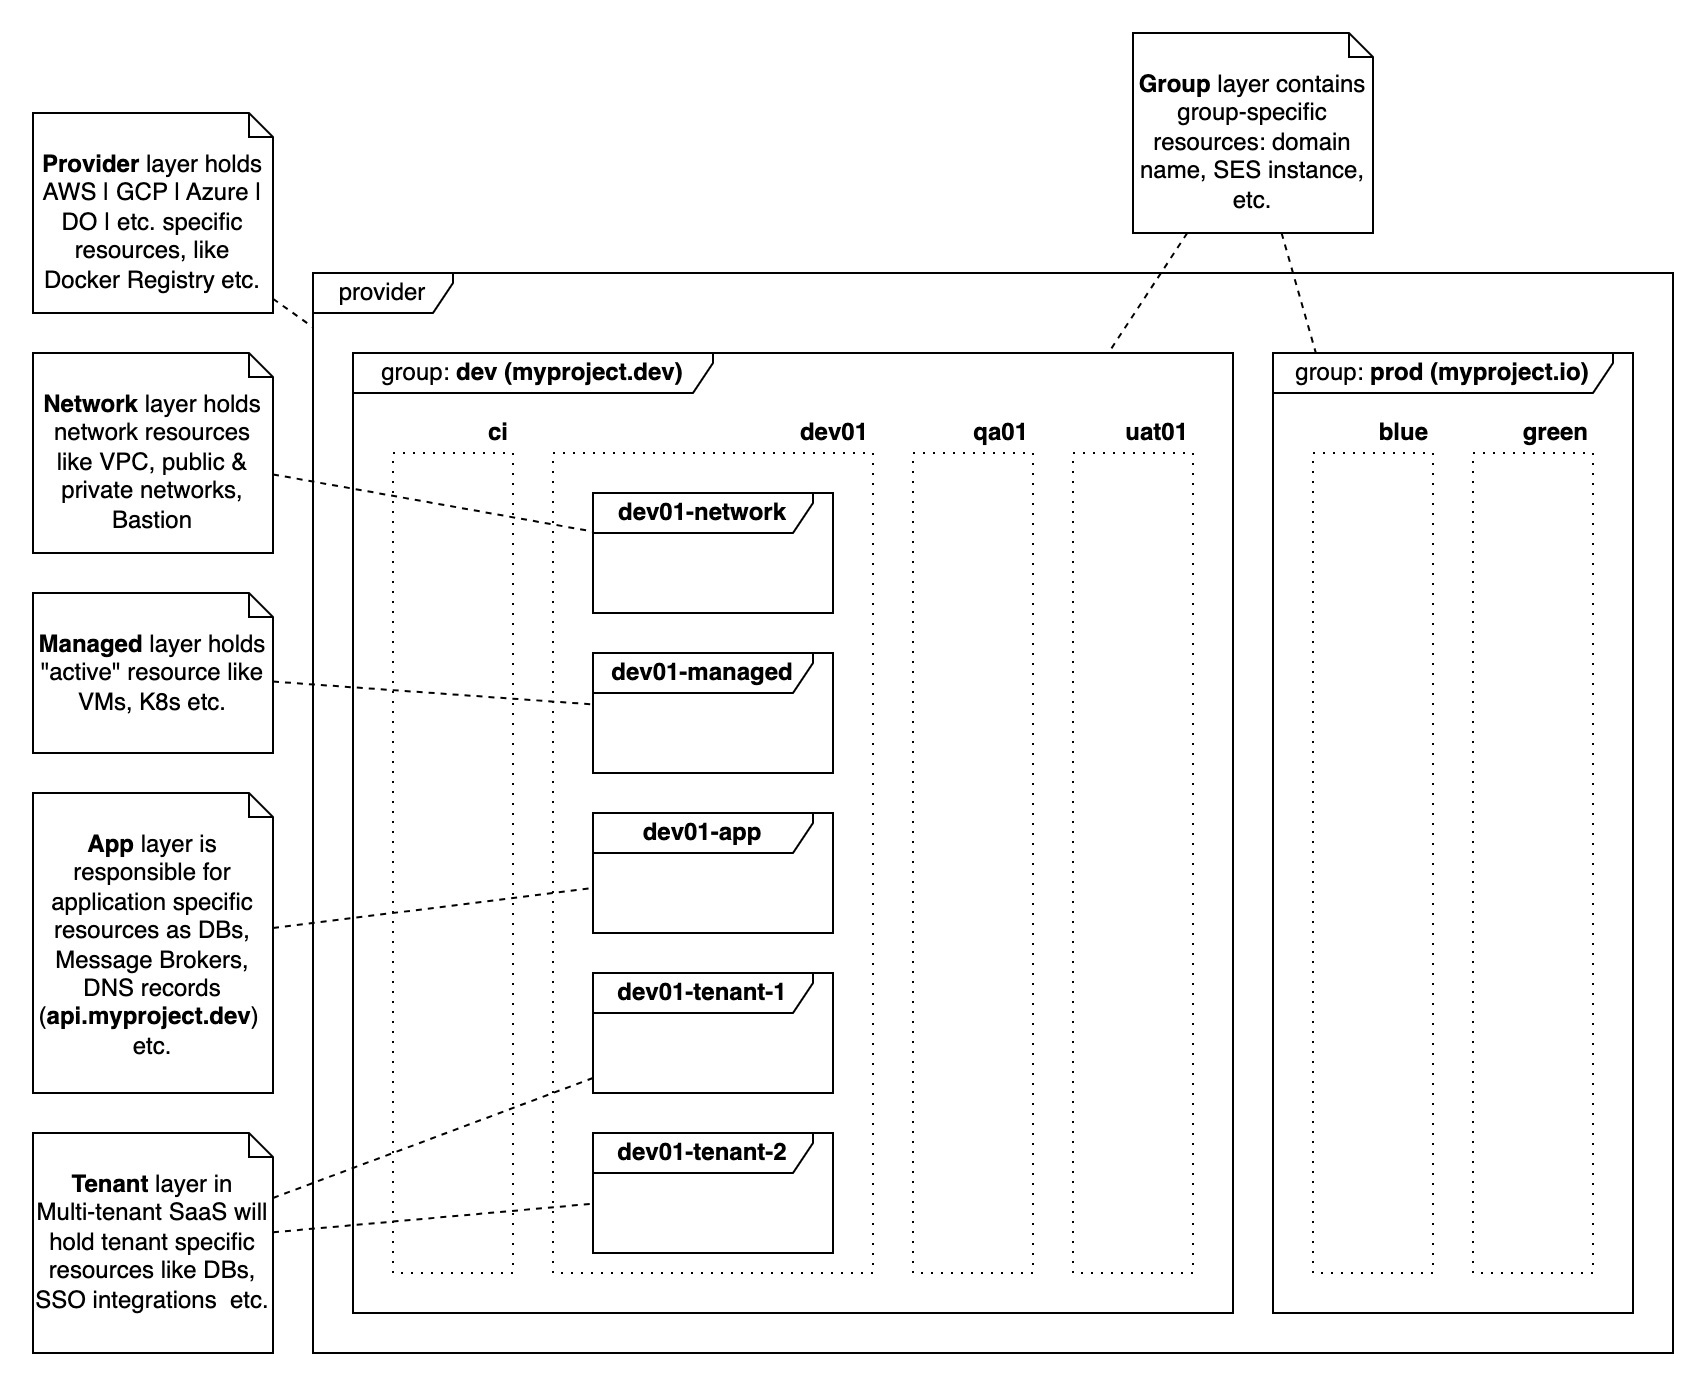 Group layer contains
group-specific
resources: domain
name, SES instance,
etc.
Provider layer holds
AWS | GCP | Azure |
DO | etc. specific
resources, like
Docker Registry etc.
provider
Network layer holds
network resources
like VPC, public &
private networks,
Bastion
Managed layer holds
"active" resource like
VMs, K8s etc.
App layer is
responsible for
application specific
resources as DBs,
Message Brokers,
DNS records
(api.myproject.dev)
etc.
Tenant layer in
Multi-tenant SaaS will
hold tenant specific
resources like DBs,
SSO integrations  etc.
group: dev (myproject.dev)
ci
dev01
qa01
uat01
dev01-network
dev01-managed
dev01-app
dev01-tenant-1
dev01-tenant-2
group: prod (myproject.io)
blue
green